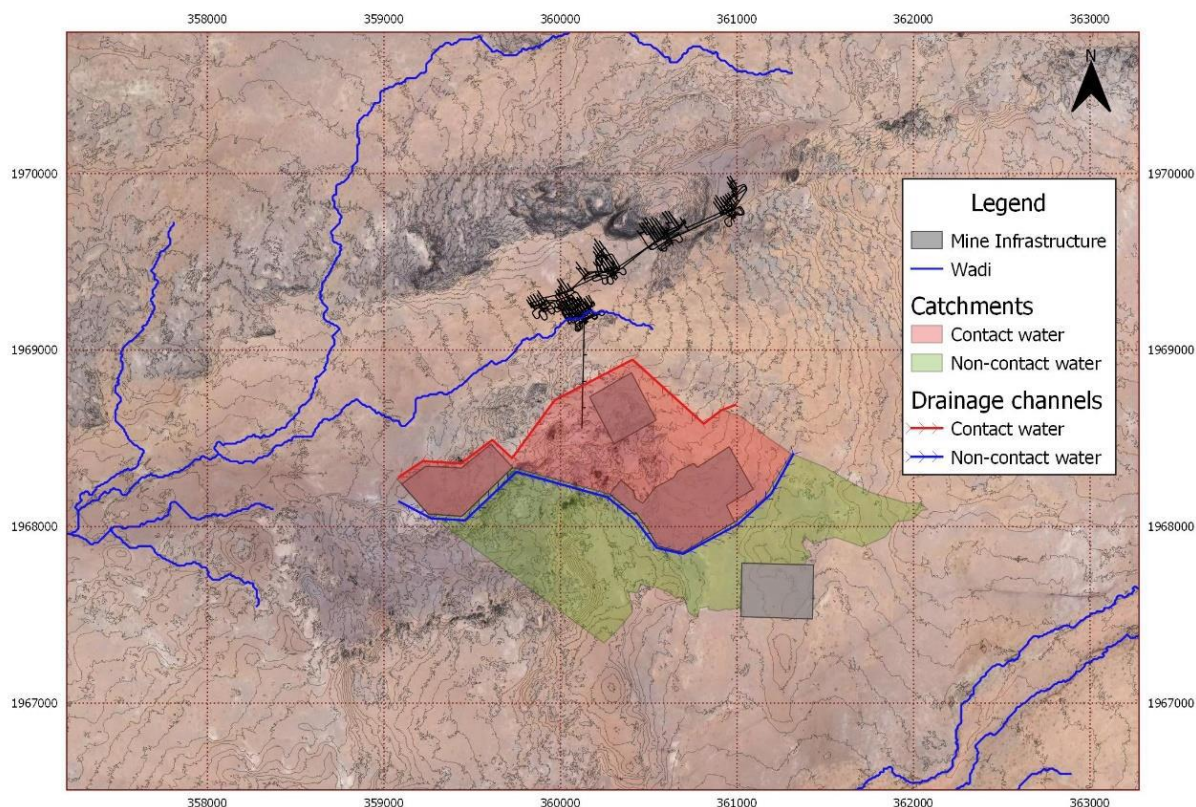 358000 359000 360000 361000 362000 363000
N
1970000 1970000
Legend
Mine Infrastructure
Wadi
Catchments
Contact water
Non-contact water
Drainage channels
Contact water
Non-contact water
1969000 1969000
1968000 1968000
1967000 1967000
358000 359000 360000 361000 362000 363000